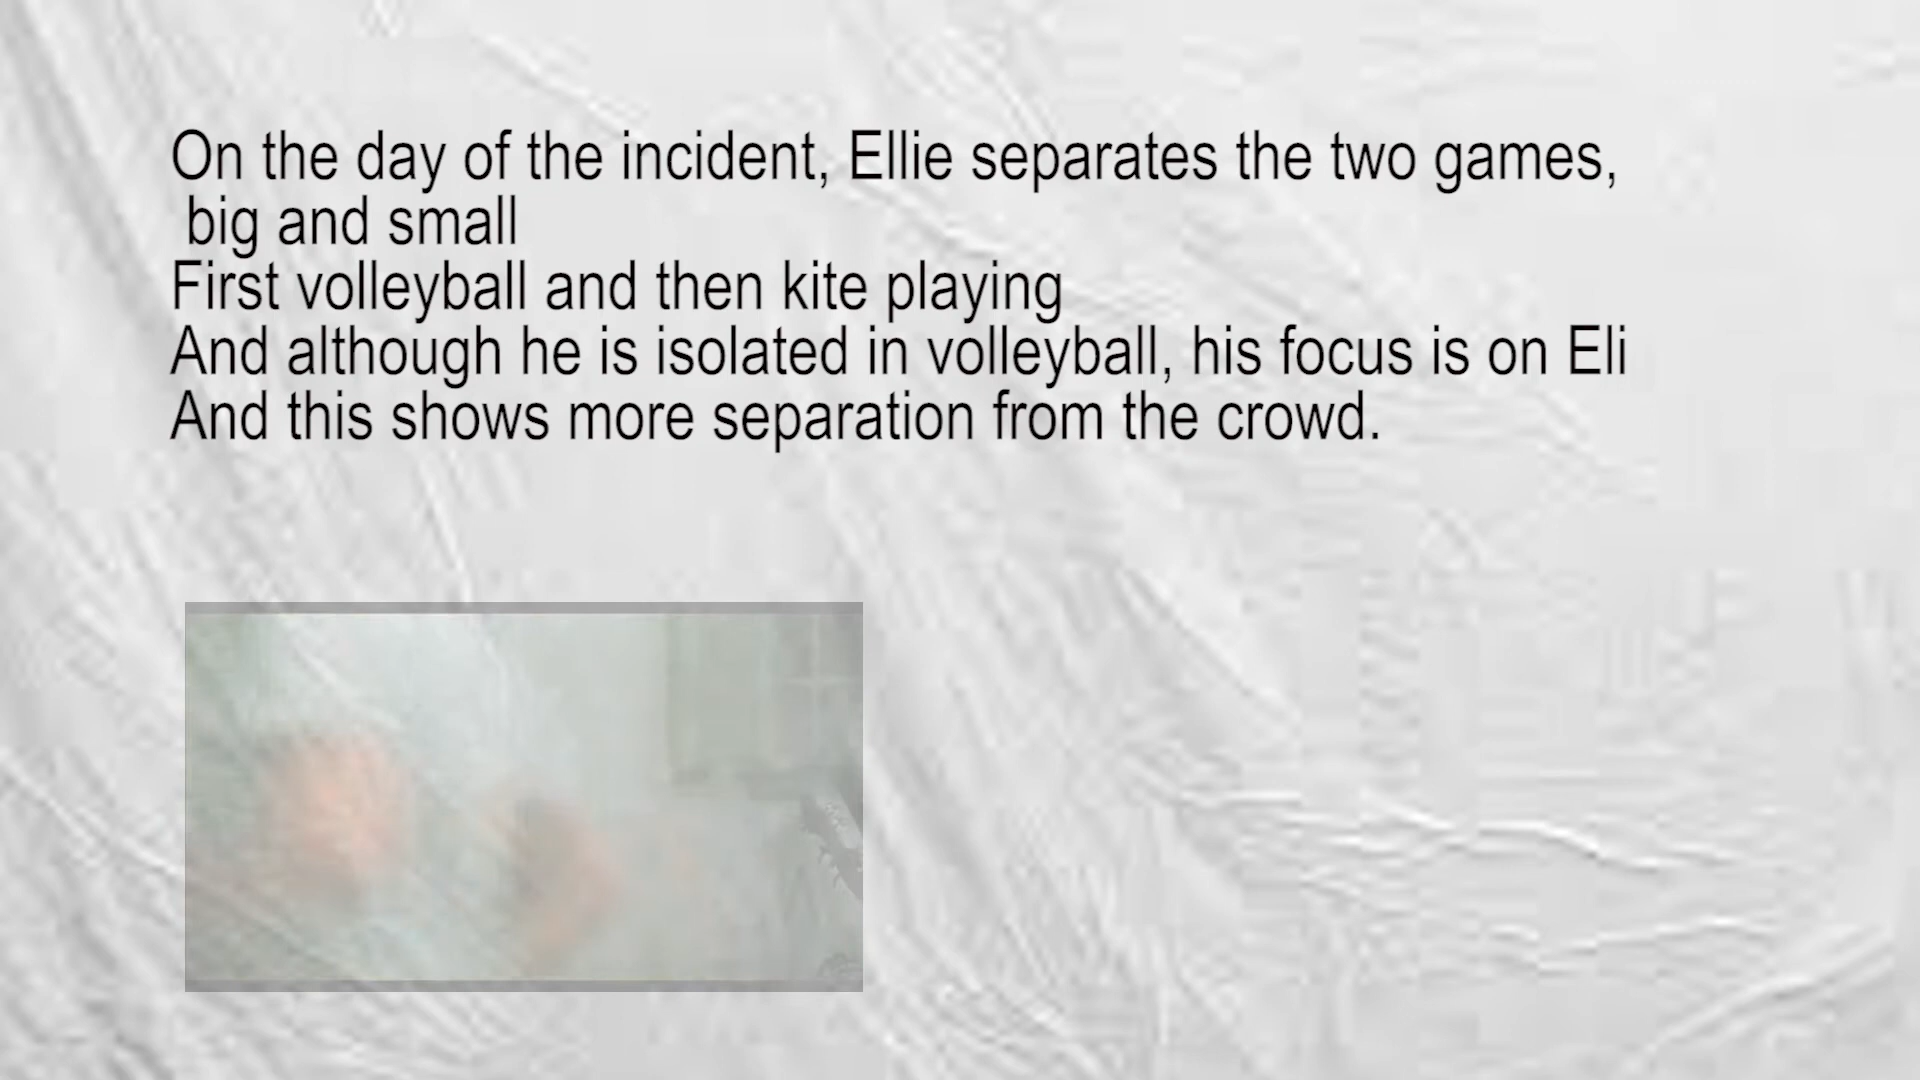 On the day of the incident, Ellie separates the two games,
big and small
First volleyball and then kite playing
And although he is isolated in volleyball, his focus is on Eli
And this shows more separation from the crowd.